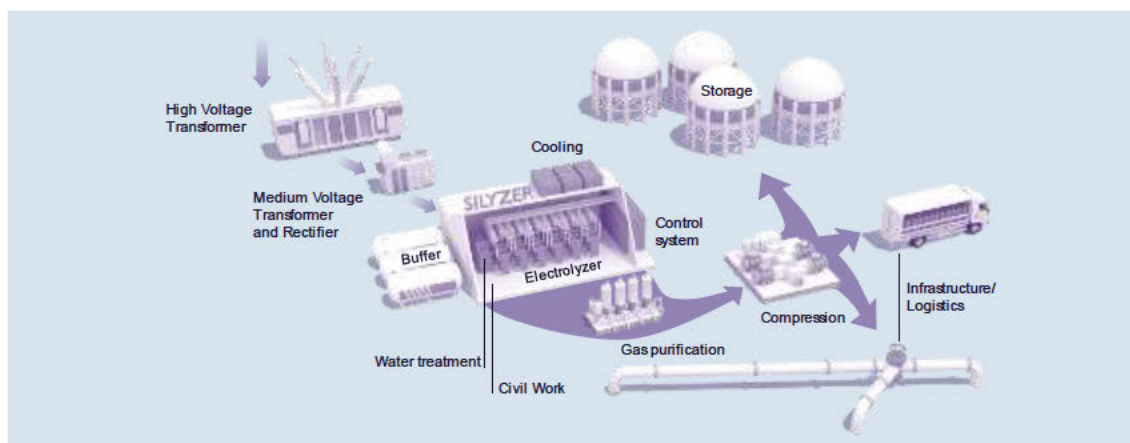 High Voltage
Transformer
Storage
Cooling
SILYZER
Medium Voltage
Transformer
and Rectifier
Control
system
Buffer
Electrolyzer
Infrastructure/
Logistics
Compression
Gas purification
Water treatment
Civil Work